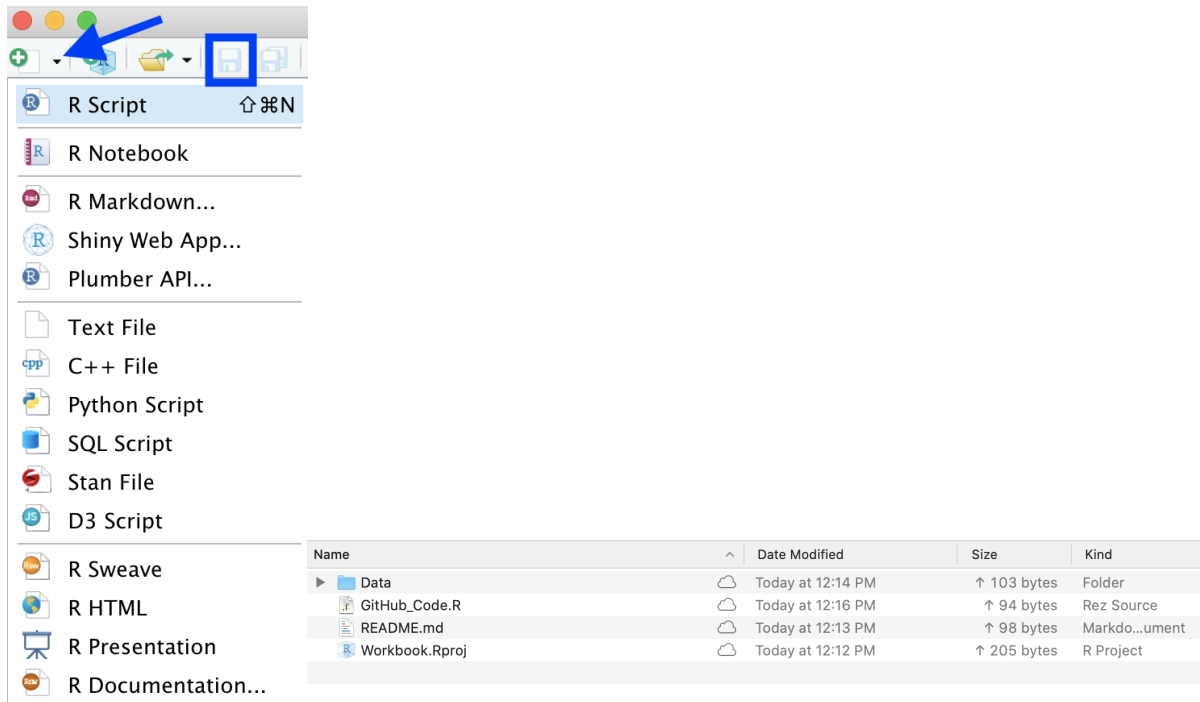 R Script ⇧⌘N
R Notebook
R Markdown...
Shiny Web App...
Plumber API...
Text File
C++ File
Python Script
SQL Script
Stan File
D3 Script
R Sweave
R HTML
R Presentation
R Documentation...
Name Date Modified Size Kind
Data Today at 12:14 PM ↑ 103 bytes Folder
GitHub_Code.R Today at 12:16 PM ↑ 94 bytes Rez Source
README.md Today at 12:13 PM ↑ 98 bytes Markdo...ument
Workbook.Rproj Today at 12:12 PM ↑ 205 bytes R Project